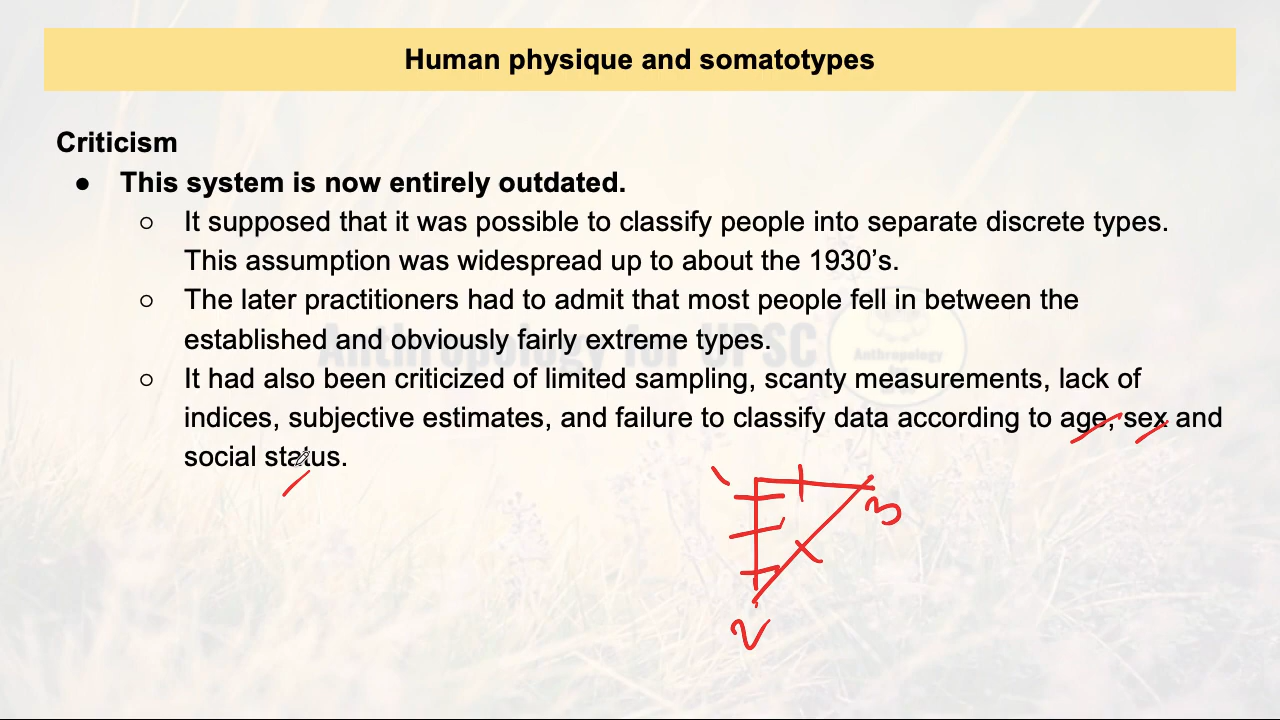 Human physique and somatotypes
Criticism
● This system is now entirely outdated.
○ It supposed that it was possible to classify people into separate discrete types.
This assumption was widespread up to about the 1930’s.
○ The later practitioners had to admit that most people fell in between the
established and obviously fairly extreme types.
Anthropology for UPSC
Anthropology
○ It had also been criticized of limited sampling, scanty measurements, lack of
indices, subjective estimates, and failure to classify data according to age, sex and
social status.
3
2